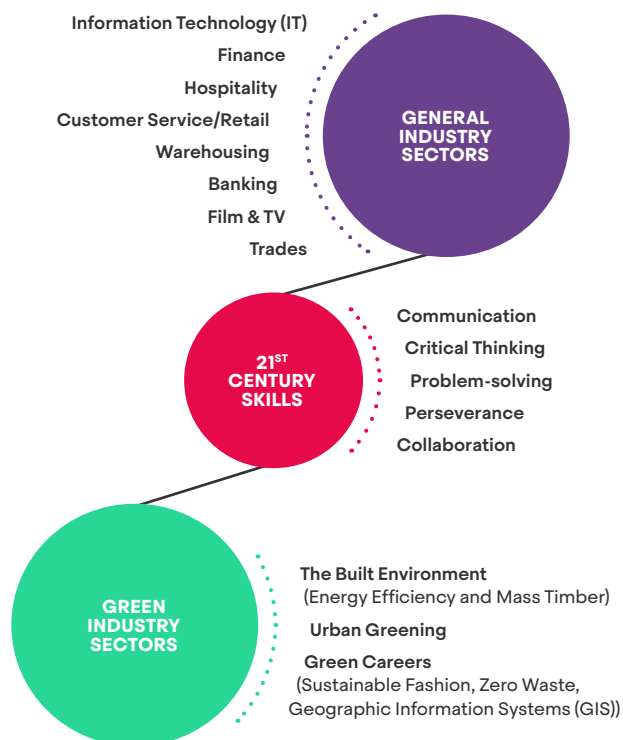 Information Technology (IT)
Finance
Hospitality
Customer Service/Retail
Warehousing
Banking
Film & TV
Trades
GENERAL
INDUSTRY
SECTORS
21ST
CENTURY
SKILLS
Communication
Critical Thinking
Problem-solving
Perseverance
Collaboration
GREEN
INDUSTRY
SECTORS
The Built Environment
(Energy Efficiency and Mass Timber)
Urban Greening
Green Careers
(Sustainable Fashion, Zero Waste,
Geographic Information Systems (GIS))